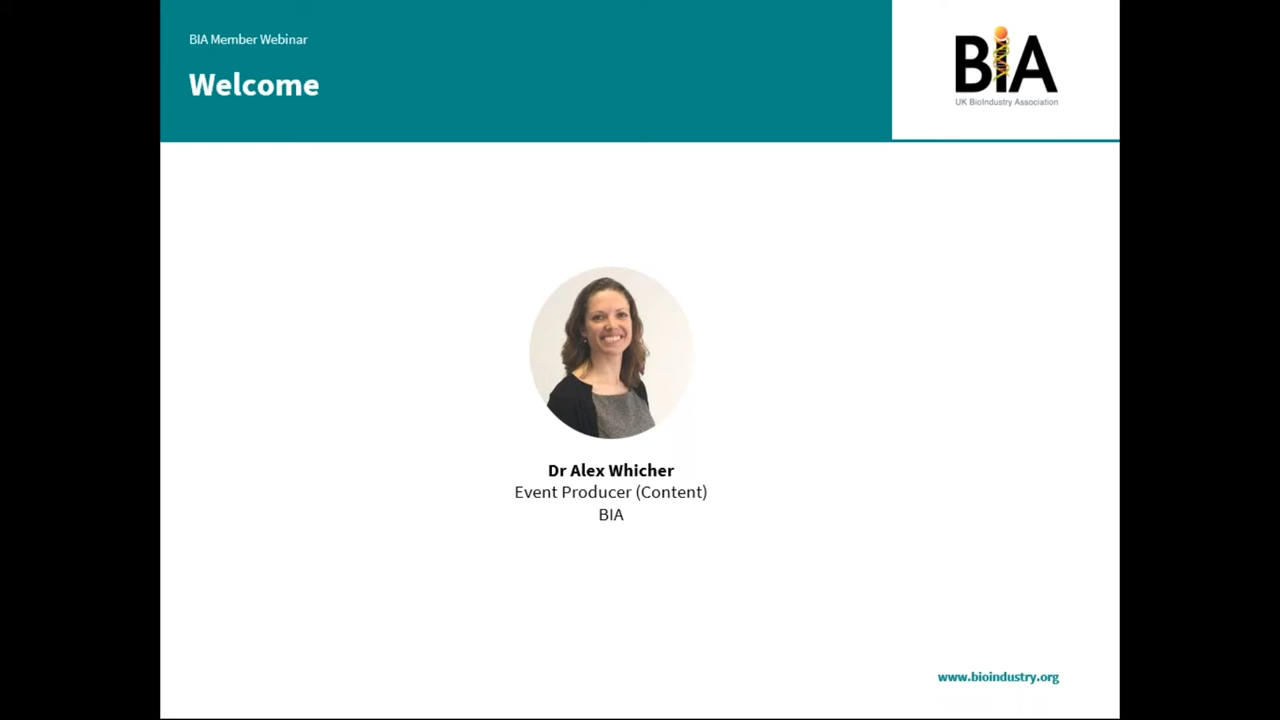 BIA Member Webinar
Welcome
BiA
UK BioIndustry Association
Dr Alex Whicher
Event Producer (Content)
BIA
www.bioindustry.org